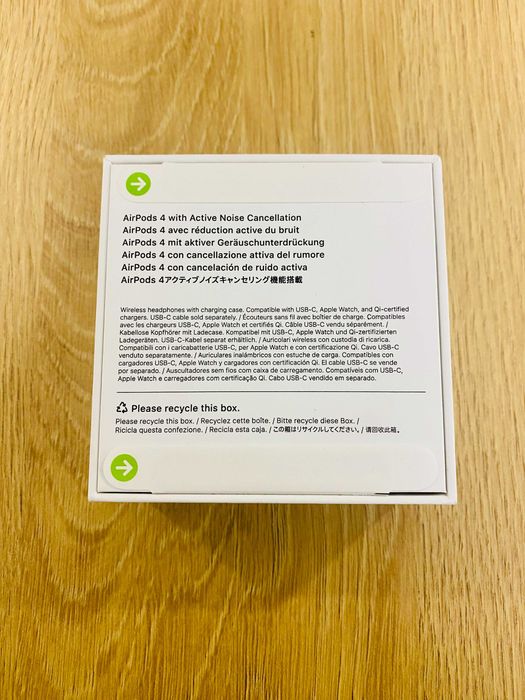 AirPods 4 with Active Noise Cancellation
AirPods 4 avec réduction active du bruit
AirPods 4 mit aktiver Geräuschunterdrückung
AirPods 4 con cancellazione attiva del rumore
AirPods 4 con cancelación de ruido activa
AirPods 4アクティブノイズキャンセリング機能搭載
Wireless headphones with charging case. Compatible with USB-C, Apple Watch, and Qi-certified
chargers. USB-C cable sold separately. / Écouteurs sans fil avec boîtier de charge. Compatibles
avec les chargeurs USB-C, Apple Watch et certifiés Qi. Câble USB-C vendu séparément. /
Kabellose Kopfhörer mit Ladecase. Kompatibel mit USB-C, Apple Watch und Qi-zertifizierten
Ladegeräten. USB-C-Kabel separat erhältlich. / Auricolari wireless con custodia di ricarica.
Compatibili con i caricabatterie USB-C, per Apple Watch e con certificazione Qi. Cavo USB-C
venduto separatamente. / Auriculares inalámbricos con estuche de carga. Compatibles con
cargadores USB-C, Apple Watch y cargadores con certificación Qi. El cable USB-C se vende
por separado. / Auscultadores sem fios com caixa de carregamento. Compatíveis com USB-C,
Apple Watch e carregadores com certificação Qi. Cabo USB-C vendido em separado.
Please recycle this box.
Please recycle this box. / Recyclez cette boîte. / Bitte recycle diese Box. /
Ricicla questa confezione. / Recicla esta caja. / この箱はリサイクルしてください。/ 请回收此箱。